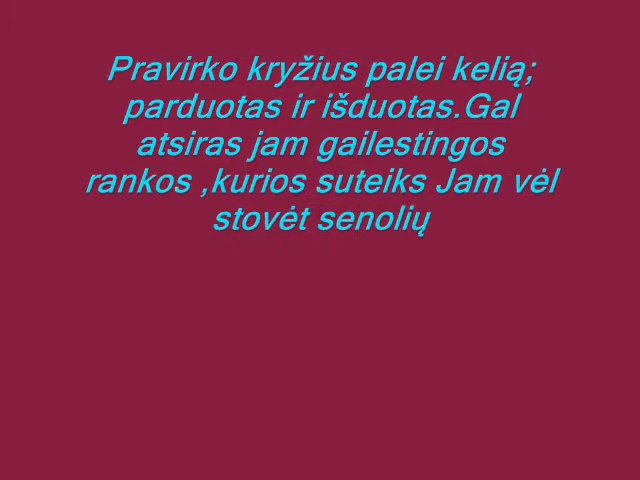 Pravirko kryžius palei kelią;
parduotas ir išduotas.Gal
atsiras jam gailestingos
rankos ,kurios suteiks Jam vėl
stovėt senolių